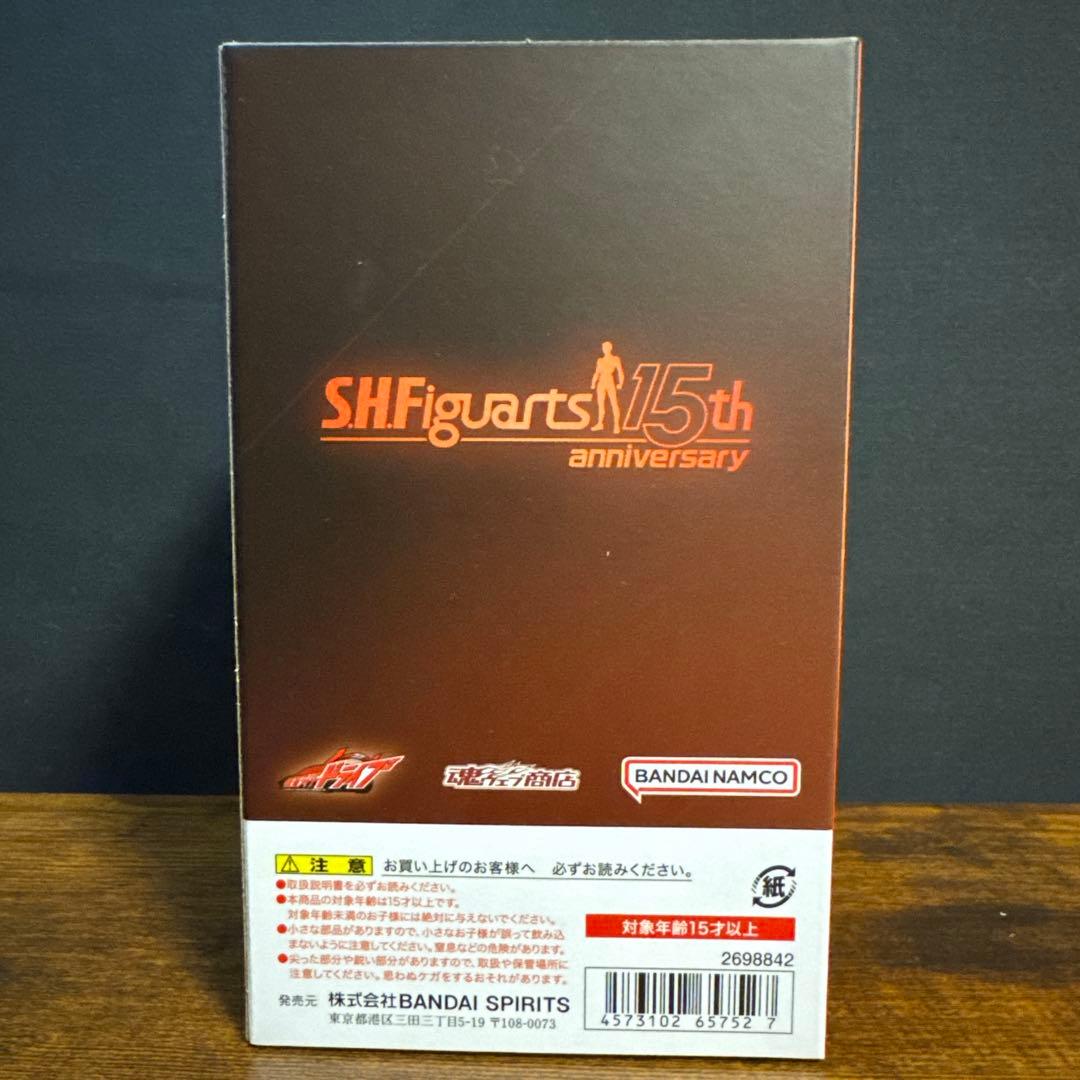 S.H.Figuarts 15th
anniversary
仮面ライダードライブ
魂ウェブ商店
BANDAI NAMCO
注意 お買い上げのお客様へ 必ずお読みください。
●取扱説明書を必ずお読みください。
●本商品の対象年齢は15才以上です。
対象年齢未満のお子様には絶対に与えないでください。
●小さな部品がありますので、小さなお子様が誤って飲み込
まないように注意してください。窒息などの危険があります。
●尖った部分や鋭い部分がありますので、取扱や保管場所に
注意してください。思わぬケガをするおそれがあります。
発売元 株式会社BANDAI SPIRITS
東京都港区三田三丁目5-19 〒108-0073
紙
対象年齢15才以上
2698842
4573102 65752 7